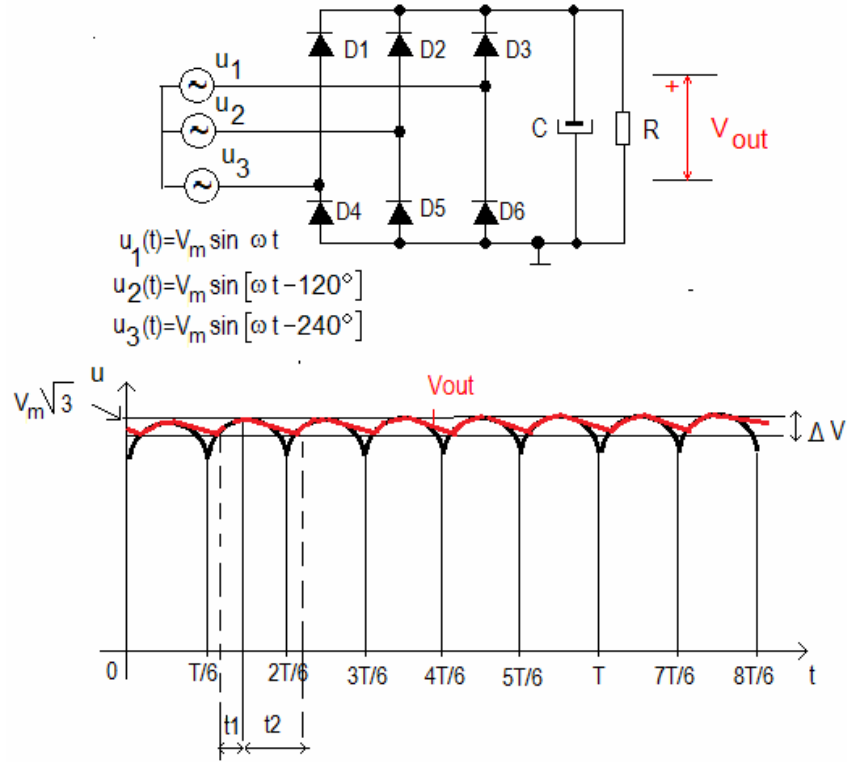 D1 D2 D3
u1
u2
u3
+
C R Vout
D4 D5 D6
u1(t)=Vm sin ωt
u2(t)=Vm sin [ωt−120°]
u3(t)=Vm sin [ωt−240°]
Vm√3 u Vout
ΔV
0 T/6 2T/6 3T/6 4T/6 5T/6 T 7T/6 8T/6 t
t1 t2